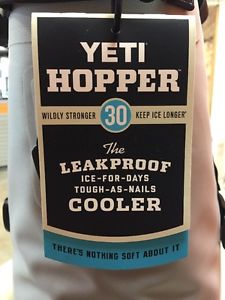 YETI
HOPPER
WILDLY STRONGER 30 KEEP ICE LONGER
The
LEAKPROOF
ICE-FOR-DAYS
TOUGH-AS-NAILS
COOLER
THERE'S NOTHING SOFT ABOUT IT